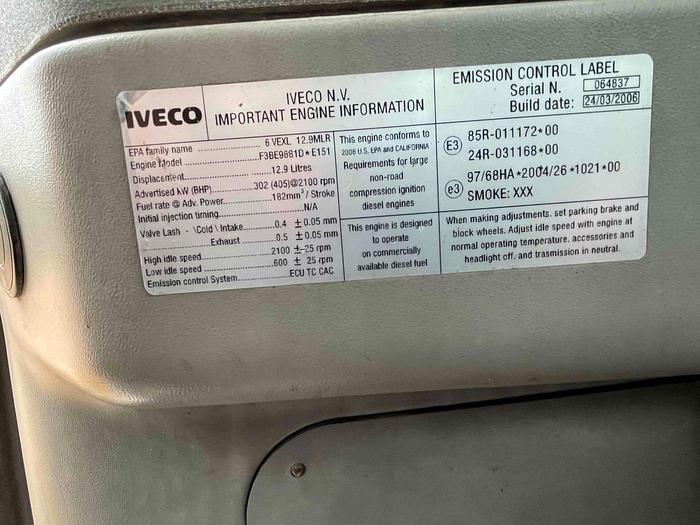 IVECO
IVECO N.V.
IMPORTANT ENGINE INFORMATION
EPA family name ................ 6 VEXL 12.9MLR
Engine Model ................ F3BE9681D*E151
Displacement ................ 12.9 Litres
Advertised kW (BHP) ........ 302 (405)@2100 rpm
Fuel rate @ Adv. Power ........ 182mm³/ Stroke
Initial injection timing ................ N/A
Valve Lash - \Cold\ Intake ........ 0.4 ± 0.05 mm
................ Exhaust ........ 0.5 ± 0.05 mm
High idle speed ................ 2100 ± 25 rpm
Low idle speed ................ 600 ± 25 rpm
Emission control System ........ ECU TC CAC
This engine conforms to
2006 U.S. EPA and CALIFORNIA
Requirements for large
non-road
compression ignition
diesel engines
This engine is designed
to operate
on commercially
available diesel fuel
EMISSION CONTROL LABEL
Serial N. 064837
Build date: 24/03/2006
E3 85R-011172*00
24R-031168*00
e3 97/68HA*2004/26*1021*00
SMOKE: XXX
When making adjustments. set parking brake and
block wheels. Adjust idle speed with engine at
normal operating temperature. accessories and
headlight off. and trasmission in neutral.